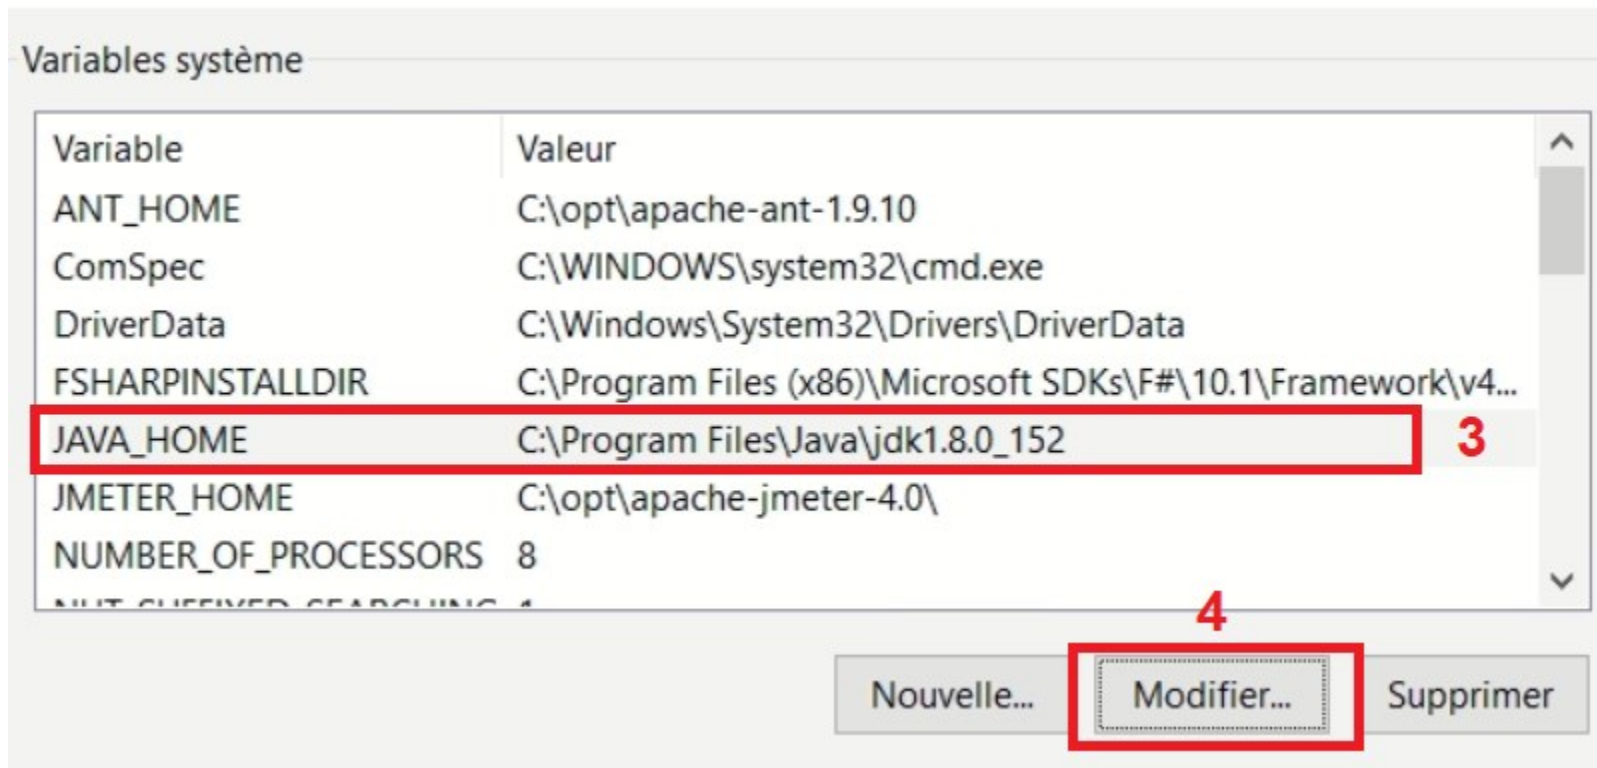 Variables système
Variable Valeur
ANT_HOME C:\opt\apache-ant-1.9.10
ComSpec C:\WINDOWS\system32\cmd.exe
DriverData C:\Windows\System32\Drivers\DriverData
FSHARPINSTALLDIR C:\Program Files (x86)\Microsoft SDKs\F#\10.1\Framework\v4...
JAVA_HOME C:\Program Files\Java\jdk1.8.0_152 3
JMETER_HOME C:\opt\apache-jmeter-4.0\
NUMBER_OF_PROCESSORS 8
4
Nouvelle... Modifier... Supprimer